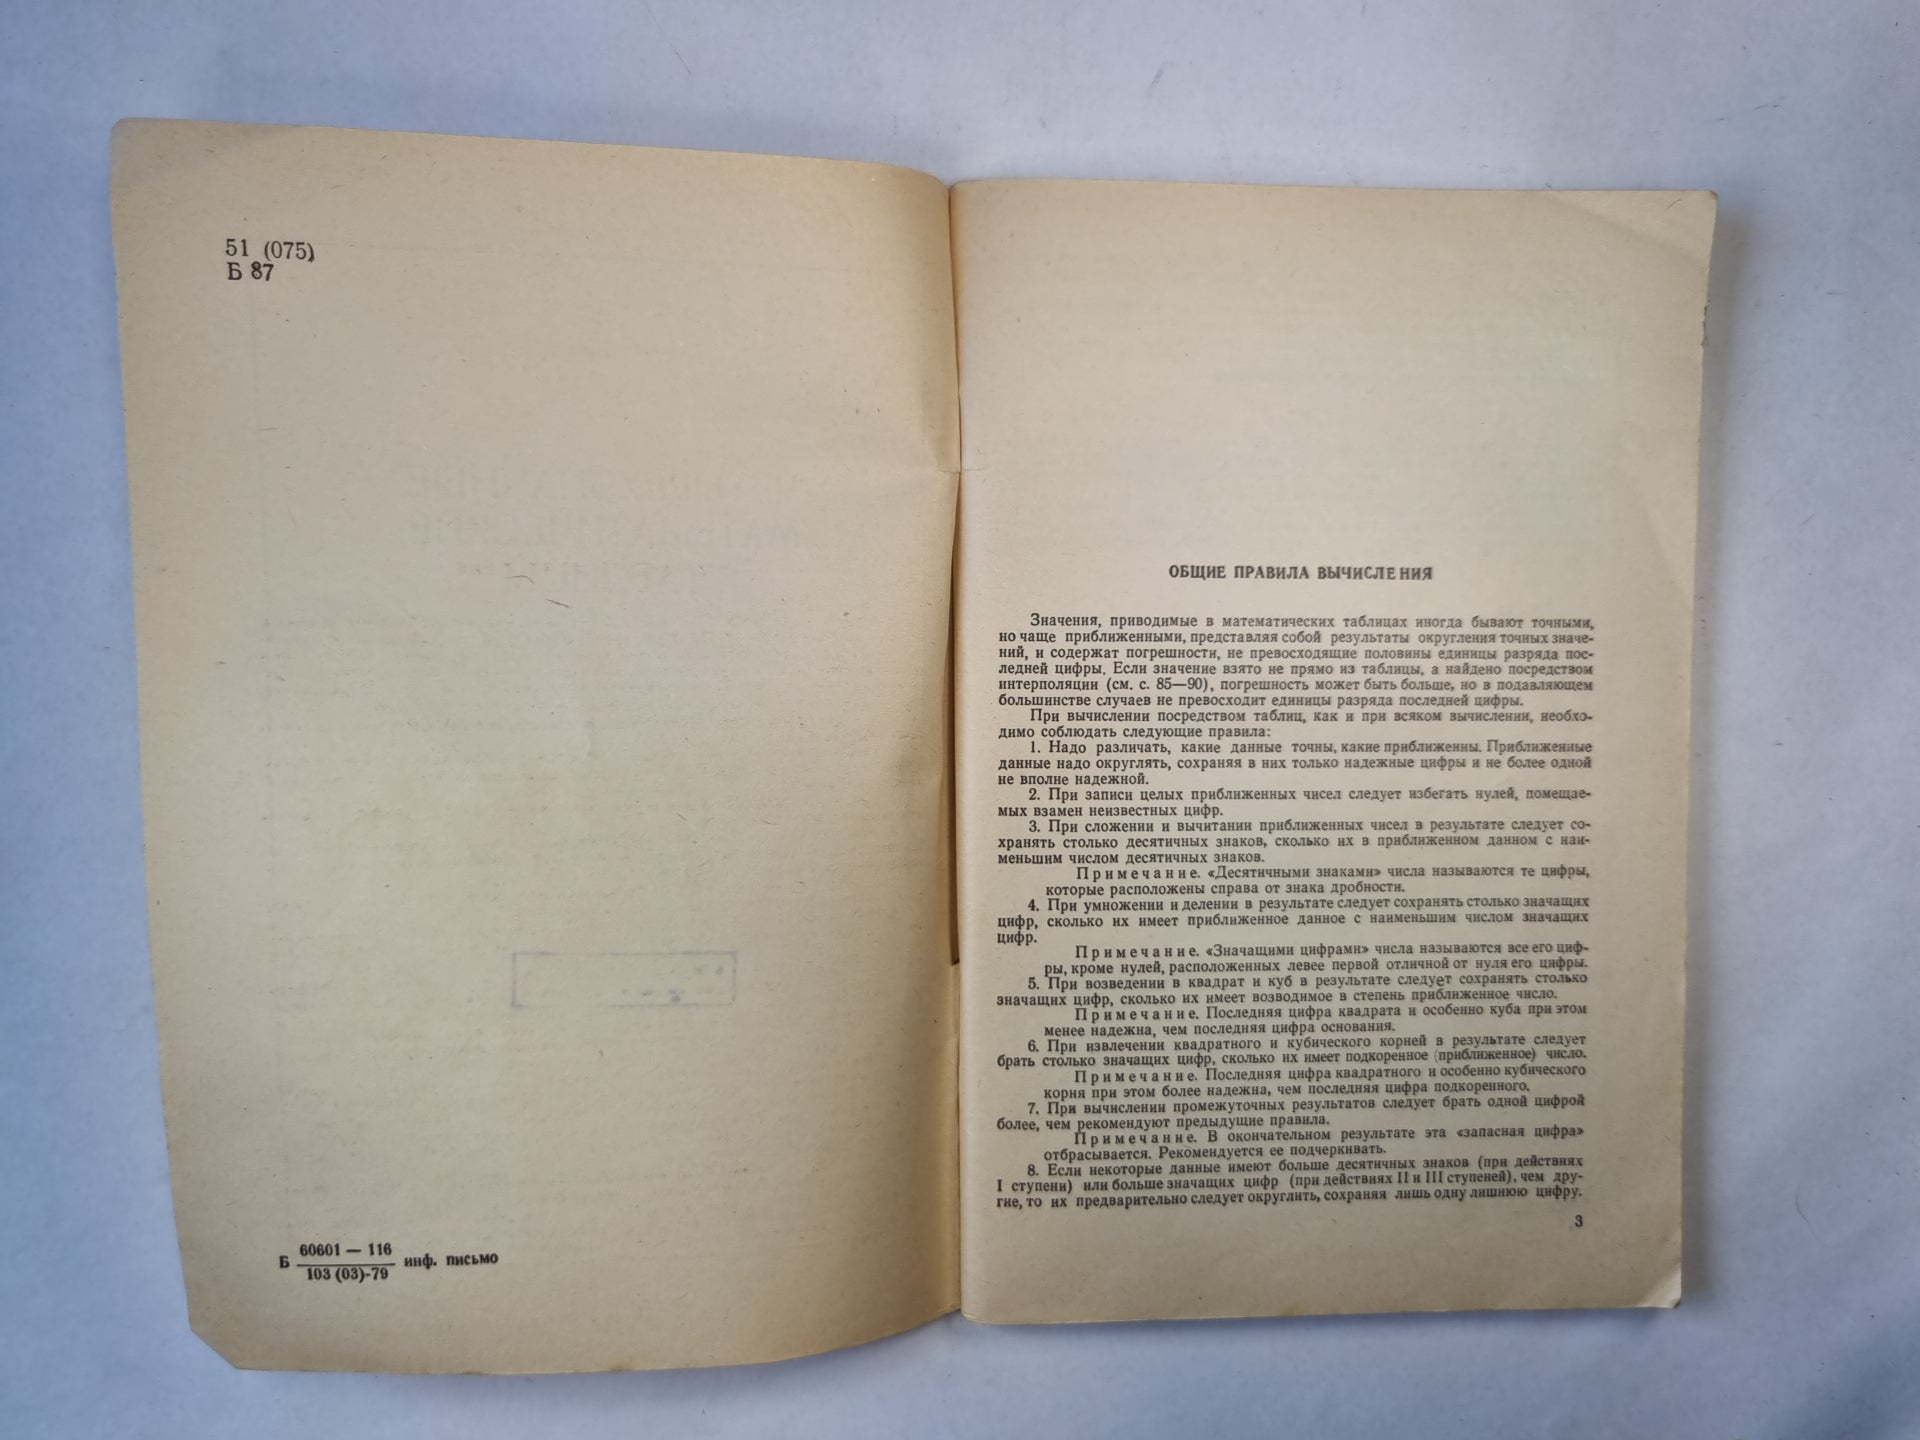 51 (075)
Б 87
Б 60601 — 116 инф. письмо
103 (03)-79
ОБЩИЕ ПРАВИЛА ВЫЧИСЛЕНИЯ
Значения, приводимые в математических таблицах иногда бывают точными,
но чаще приближенными, представляя собой результаты округления точных значе-
ний, и содержат погрешности, не превосходящие половины единицы разряда пос-
ледней цифры. Если значение взято не прямо из таблицы, а найдено посредством
интерполяции (см. с. 85—90), погрешность может быть больше, но в подавляющем
большинстве случаев не превосходит единицы разряда последней цифры.
При вычислении посредством таблиц, как и при всяком вычислении, необхо-
димо соблюдать следующие правила:
1. Надо различать, какие данные точны, какие приближенны. Приближенные
данные надо округлять, сохраняя в них только надежные цифры и не более одной
не вполне надежной.
2. При записи целых приближенных чисел следует избегать нулей, помещае-
мых взамен неизвестных цифр.
3. При сложении и вычитании приближенных чисел в результате следует со-
хранять столько десятичных знаков, сколько их в приближенном данном с наи-
меньшим числом десятичных знаков.
Примечание. «Десятичными знаками» числа называются те цифры,
которые расположены справа от знака дробности.
4. При умножении и делении в результате следует сохранять столько значащих
цифр, сколько их имеет приближенное данное с наименьшим числом значащих
цифр.
Примечание. «Значащими цифрами» числа называются все его циф-
ры, кроме нулей, расположенных левее первой отличной от нуля его цифры.
5. При возведении в квадрат и куб в результате следует сохранять столько
значащих цифр, сколько их имеет возводимое в степень приближенное число.
Примечание. Последняя цифра квадрата и особенно куба при этом
менее надежна, чем последняя цифра основания.
6. При извлечении квадратного и кубического корней в результате следует
брать столько значащих цифр, сколько их имеет подкоренное (приближенное) число.
Примечание. Последняя цифра квадратного и особенно кубического
корня при этом более надежна, чем последняя цифра подкоренного.
7. При вычислении промежуточных результатов следует брать одной цифрой
более, чем рекомендуют предыдущие правила.
Примечание. В окончательном результате эта «запасная цифра»
отбрасывается. Рекомендуется ее подчеркивать.
8. Если некоторые данные имеют больше десятичных знаков (при действиях
I ступени) или больше значащих цифр (при действиях II и III ступеней), чем дру-
гие, то их предварительно следует округлить, сохраняя лишь одну лишнюю цифру.
3